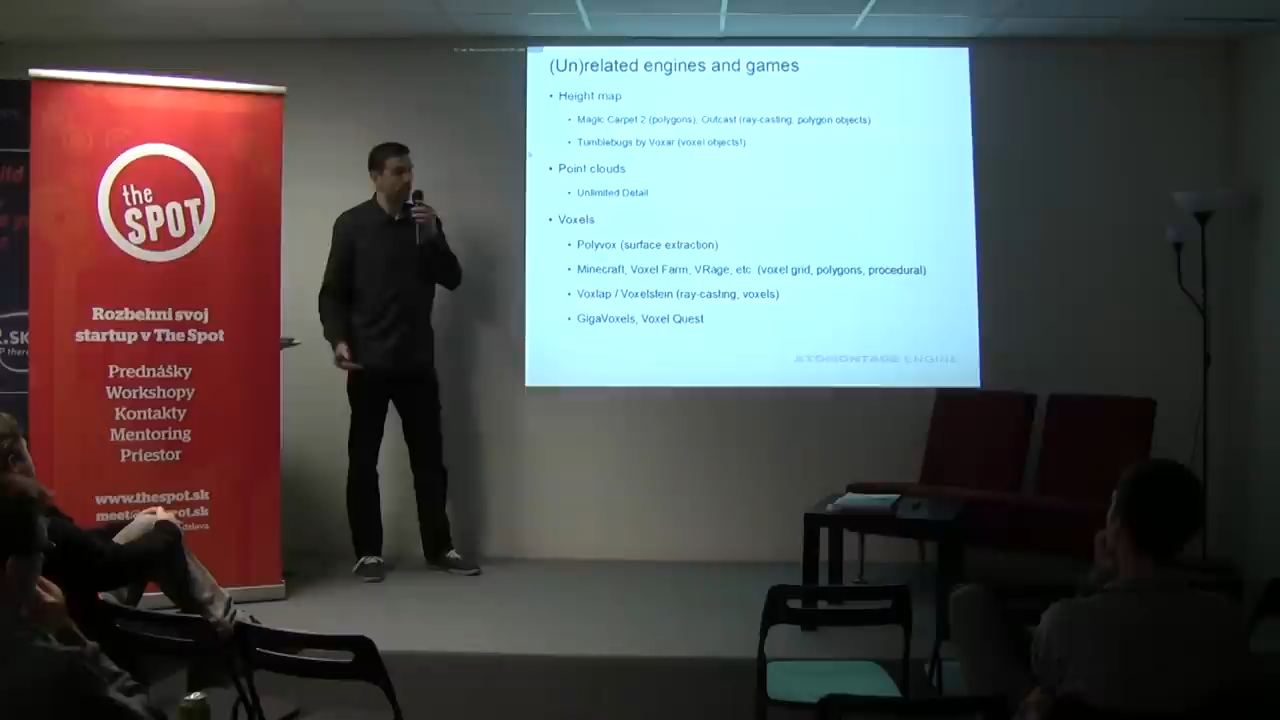 the
SPOT
Rozbehni svoj
startup v The Spot
Prednášky
Workshopy
Kontakty
Mentoring
Priestor
www.thespot.sk
(Un)related engines and games
• Height map
• Magic Carpet 2 (polygons), Outcast (ray-casting, polygon objects)
• Tumblebugs by Voxar (voxel objects!)
• Point clouds
• Unlimited Detail
• Voxels
• Polyvox (surface extraction)
• Minecraft, Voxel Farm, VRage, etc. (voxel grid, polygons, procedural)
• Voxlap / Voxelstein (ray-casting, voxels)
• GigaVoxels, Voxel Quest
ATOMONTAGE ENGINE